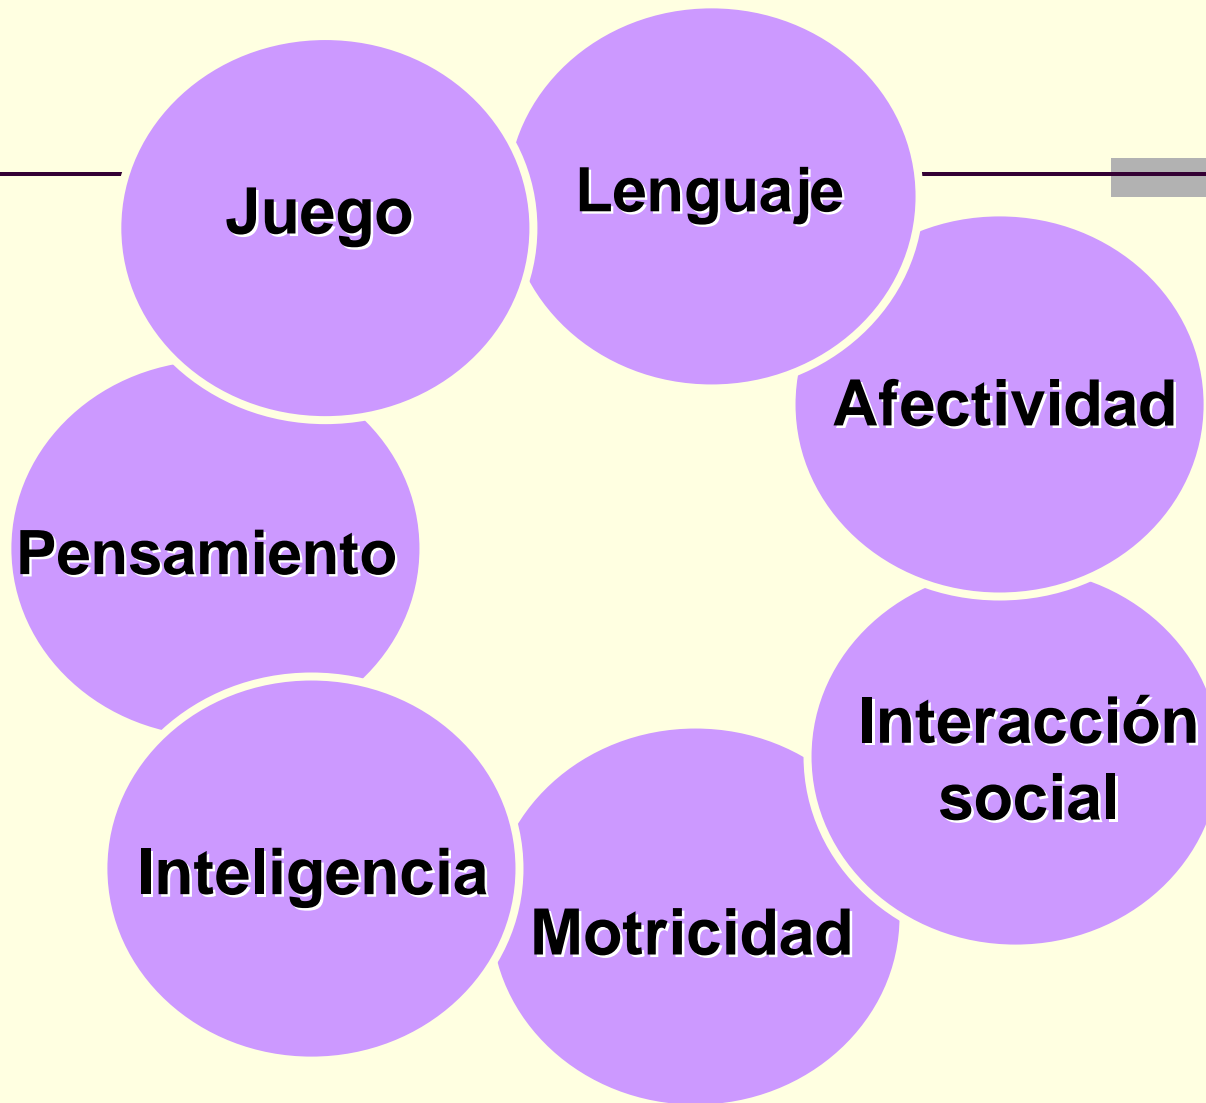 Juego
Lenguaje
Afectividad
Pensamiento
Interacción
social
Inteligencia
Motricidad